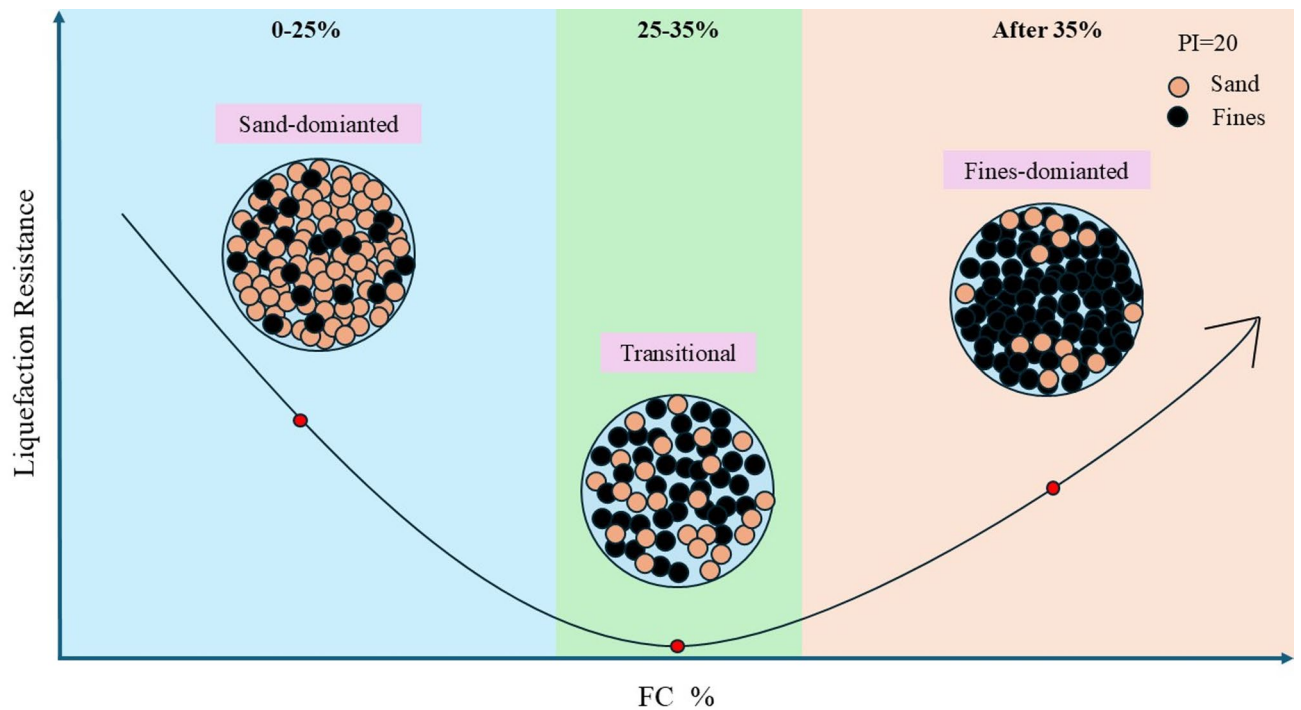 0-25%
25-35%
After 35%
PI=20
Sand
Fines
Sand-domianted
Fines-domianted
Transitional
Liquefaction Resistance
FC %